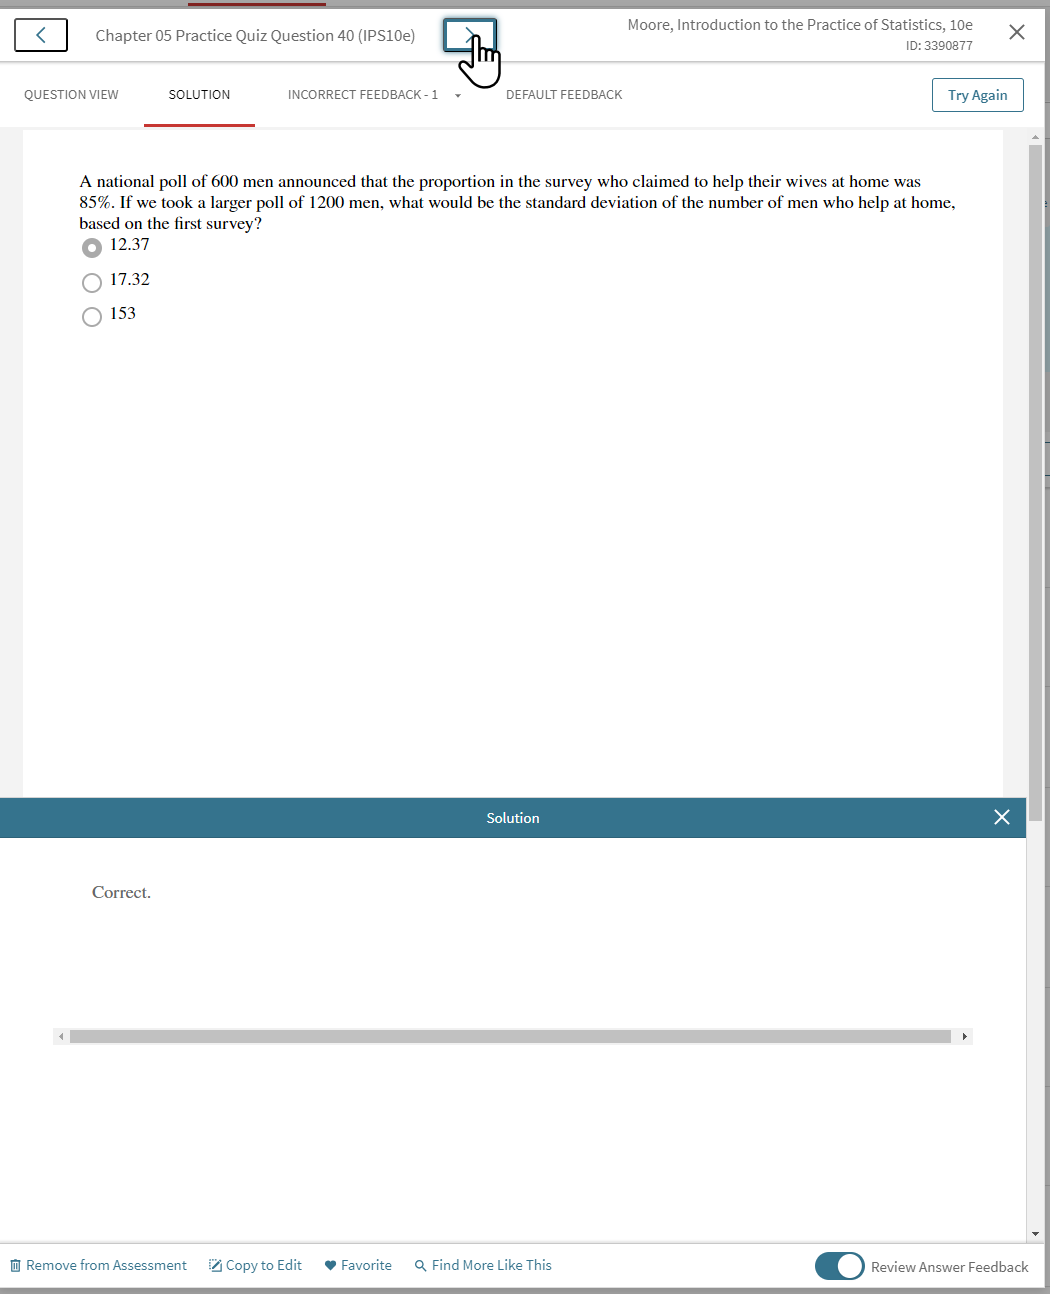 Chapter 05 Practice Quiz Question 40 (IPS10e)
Moore, Introduction to the Practice of Statistics, 10e
ID: 3390877
QUESTION VIEW
SOLUTION
INCORRECT FEEDBACK - 1
DEFAULT FEEDBACK
Try Again
A national poll of 600 men announced that the proportion in the survey who claimed to help their wives at home was
85%. If we took a larger poll of 1200 men, what would be the standard deviation of the number of men who help at home,
based on the first survey?
12.37
17.32
153
Solution
Correct.
Remove from Assessment
Copy to Edit
Favorite
Find More Like This
Review Answer Feedback